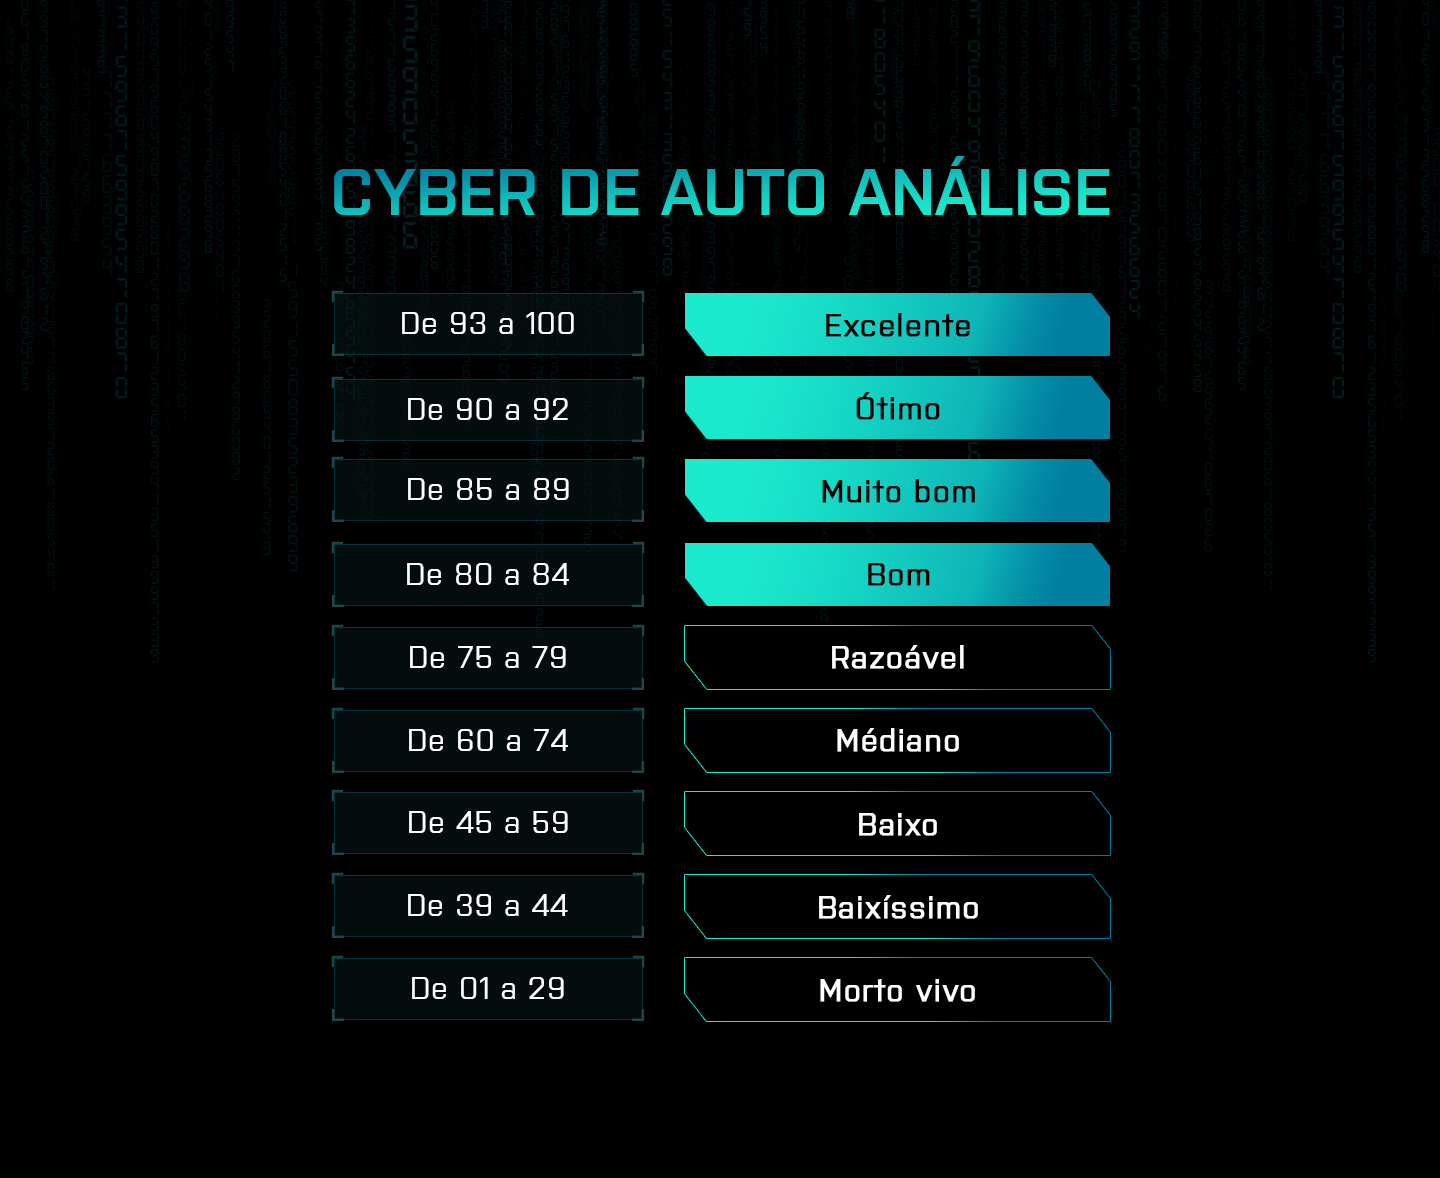 CYBER DE AUTO ANÁLISE
De 93 a 100 Excelente
De 90 a 92 Ótimo
De 85 a 89 Muito bom
De 80 a 84 Bom
De 75 a 79 Razoável
De 60 a 74 Médiano
De 45 a 59 Baixo
De 39 a 44 Baixíssimo
De 01 a 29 Morto vivo